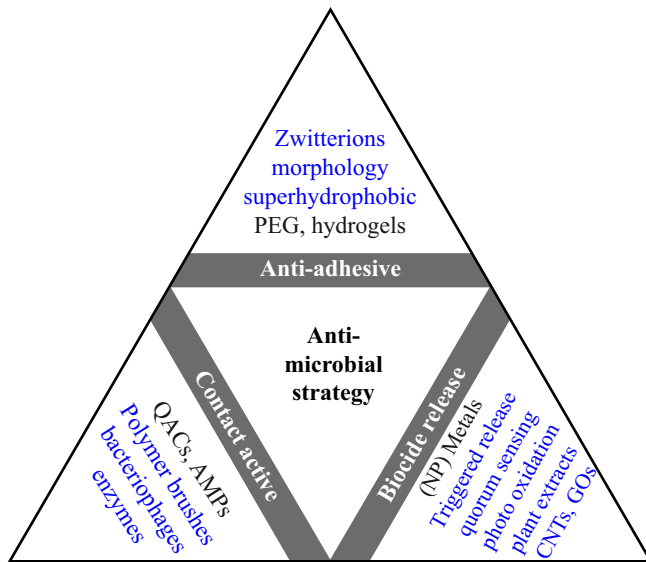 Zwitterions
morphology
superhydrophobic
PEG, hydrogels
Anti-adhesive
Anti-
microbial
strategy
Contact active
QACs, AMPs
Polymer brushes
bacteriophages
enzymes
Biocide release
(NP) Metals
Triggered release
quorum sensing
photo oxidation
plant extracts
CNTs, GOs